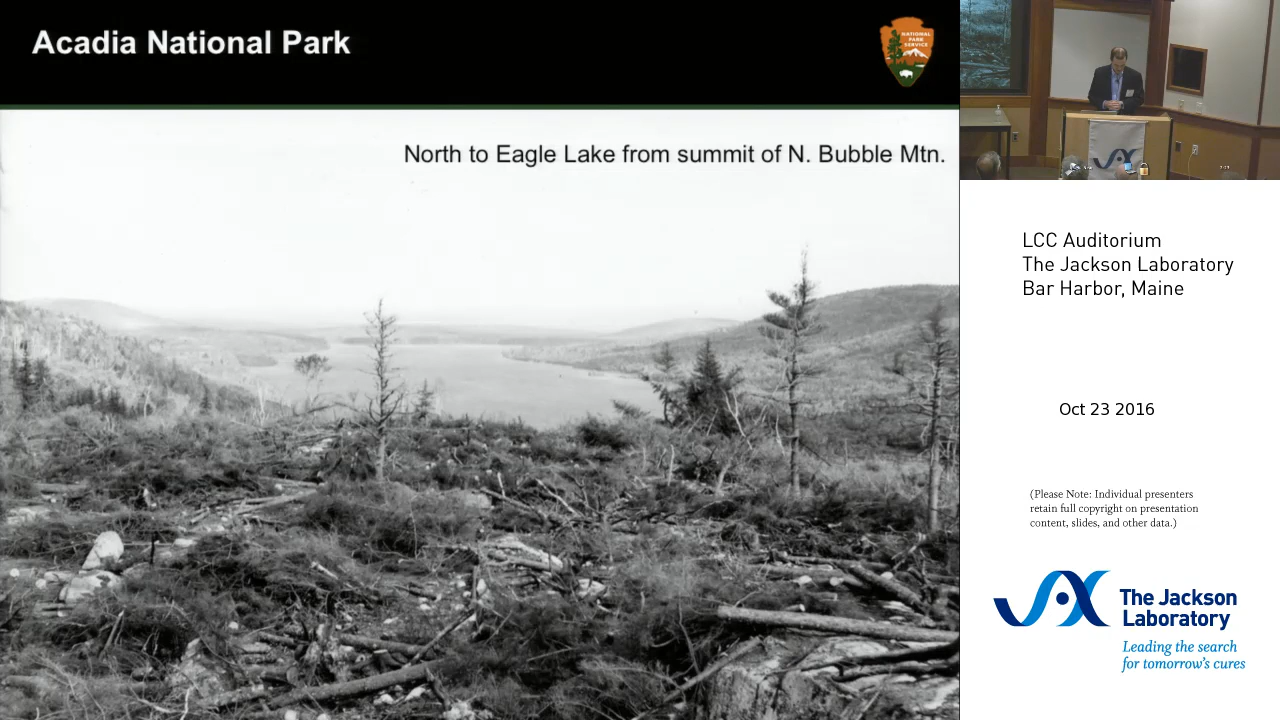 Acadia National Park
NATIONAL
PARK
SERVICE
North to Eagle Lake from summit of N. Bubble Mtn.
LCC Auditorium
The Jackson Laboratory
Bar Harbor, Maine
Oct 23 2016
(Please Note: Individual presenters
retain full copyright on presentation
content, slides, and other data.)
The Jackson
Laboratory
Leading the search
for tomorrow's cures